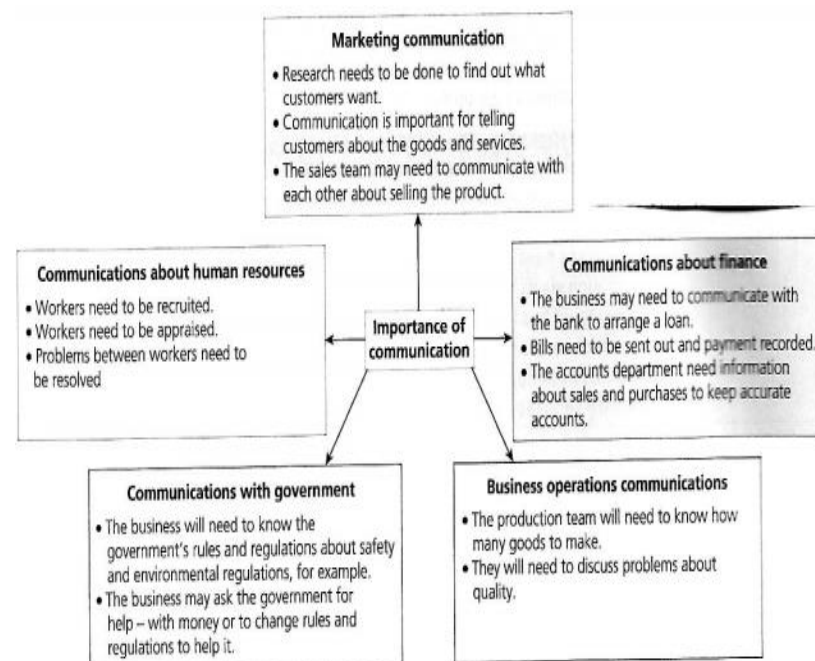 Marketing communication
• Research needs to be done to find out what
customers want.
• Communication is important for telling
customers about the goods and services.
• The sales team may need to communicate with
each other about selling the product.
Communications about human resources
• Workers need to be recruited.
• Workers need to be appraised.
• Problems between workers need to
be resolved
Importance of
communication
Communications about finance
• The business may need to communicate with
the bank to arrange a loan.
• Bills need to be sent out and payment recorded.
• The accounts department need information
about sales and purchases to keep accurate
accounts.
Communications with government
• The business will need to know the
government's rules and regulations about safety
and environmental regulations, for example.
• The business may ask the government for
help – with money or to change rules and
regulations to help it.
Business operations communications
• The production team will need to know how
many goods to make.
• They will need to discuss problems about
quality.